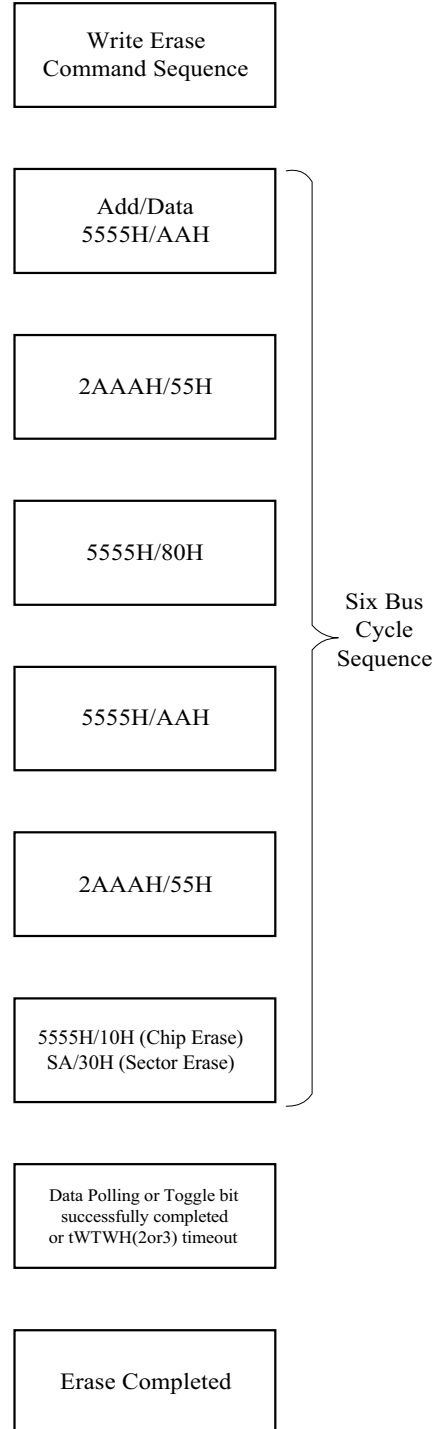 Write Erase
Command Sequence
Add/Data
5555H/AAH
2AAAH/55H
5555H/80H
5555H/AAH
2AAAH/55H
5555H/10H (Chip Erase)
SA/30H (Sector Erase)
Six Bus
Cycle
Sequence
Data Polling or Toggle bit
successfully completed
or tWTWH(2or3) timeout
Erase Completed